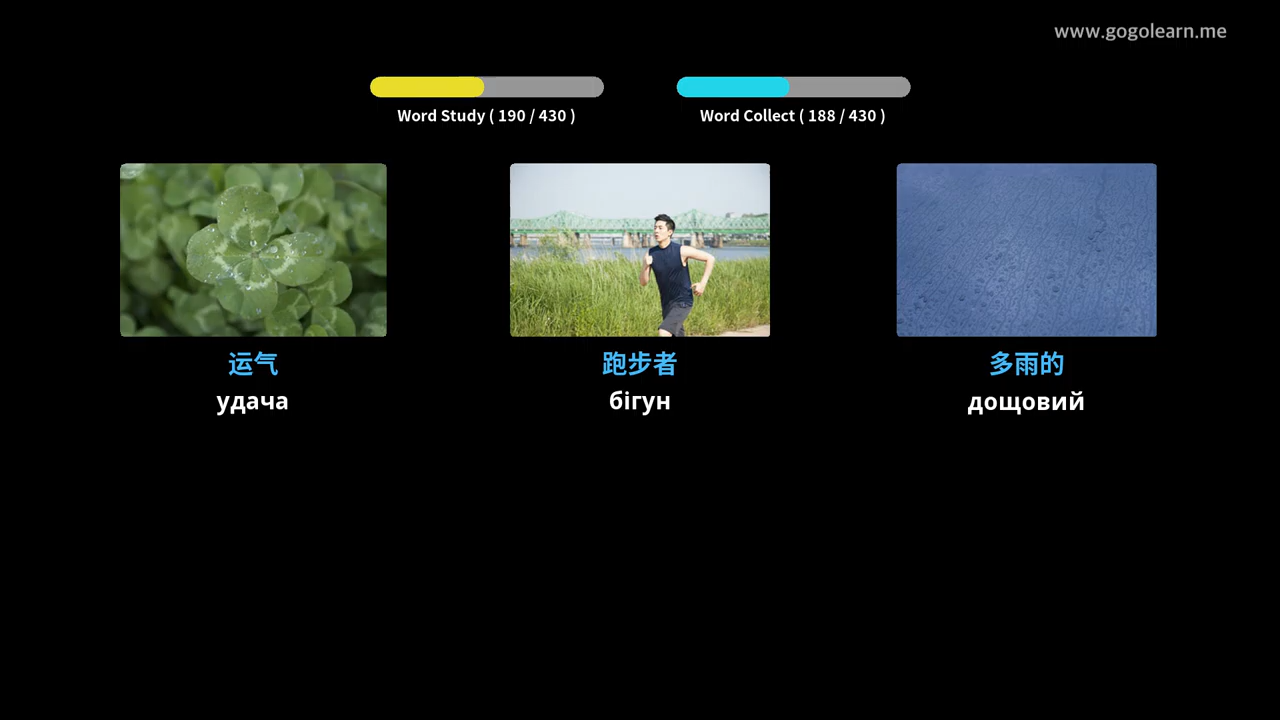 www.gogolearn.me
Word Study ( 190 / 430 )
Word Collect ( 188 / 430 )
运气
удача
跑步者
бігун
多雨的
дощовий